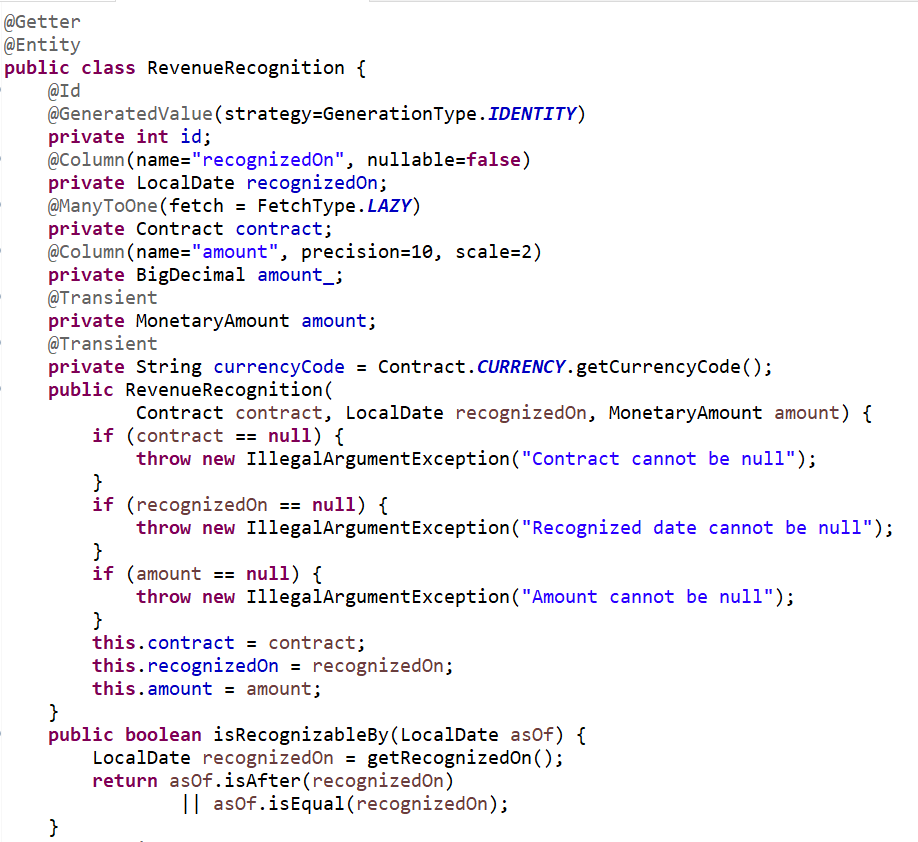 @Getter
@Entity
public class RevenueRecognition {
    @Id
    @GeneratedValue(strategy=GenerationType.IDENTITY)
    private int id;
    @Column(name="recognizedOn", nullable=false)
    private LocalDate recognizedOn;
    @ManyToOne(fetch = FetchType.LAZY)
    private Contract contract;
    @Column(name="amount", precision=10, scale=2)
    private BigDecimal amount_;
    @Transient
    private MonetaryAmount amount;
    @Transient
    private String currencyCode = Contract.CURRENCY.getCurrencyCode();
    public RevenueRecognition(
            Contract contract, LocalDate recognizedOn, MonetaryAmount amount) {
        if (contract == null) {
            throw new IllegalArgumentException("Contract cannot be null");
        }
        if (recognizedOn == null) {
            throw new IllegalArgumentException("Recognized date cannot be null");
        }
        if (amount == null) {
            throw new IllegalArgumentException("Amount cannot be null");
        }
        this.contract = contract;
        this.recognizedOn = recognizedOn;
        this.amount = amount;
    }
    public boolean isRecognizableBy(LocalDate asOf) {
        LocalDate recognizedOn = getRecognizedOn();
        return asOf.isAfter(recognizedOn)
                || asOf.isEqual(recognizedOn);
    }